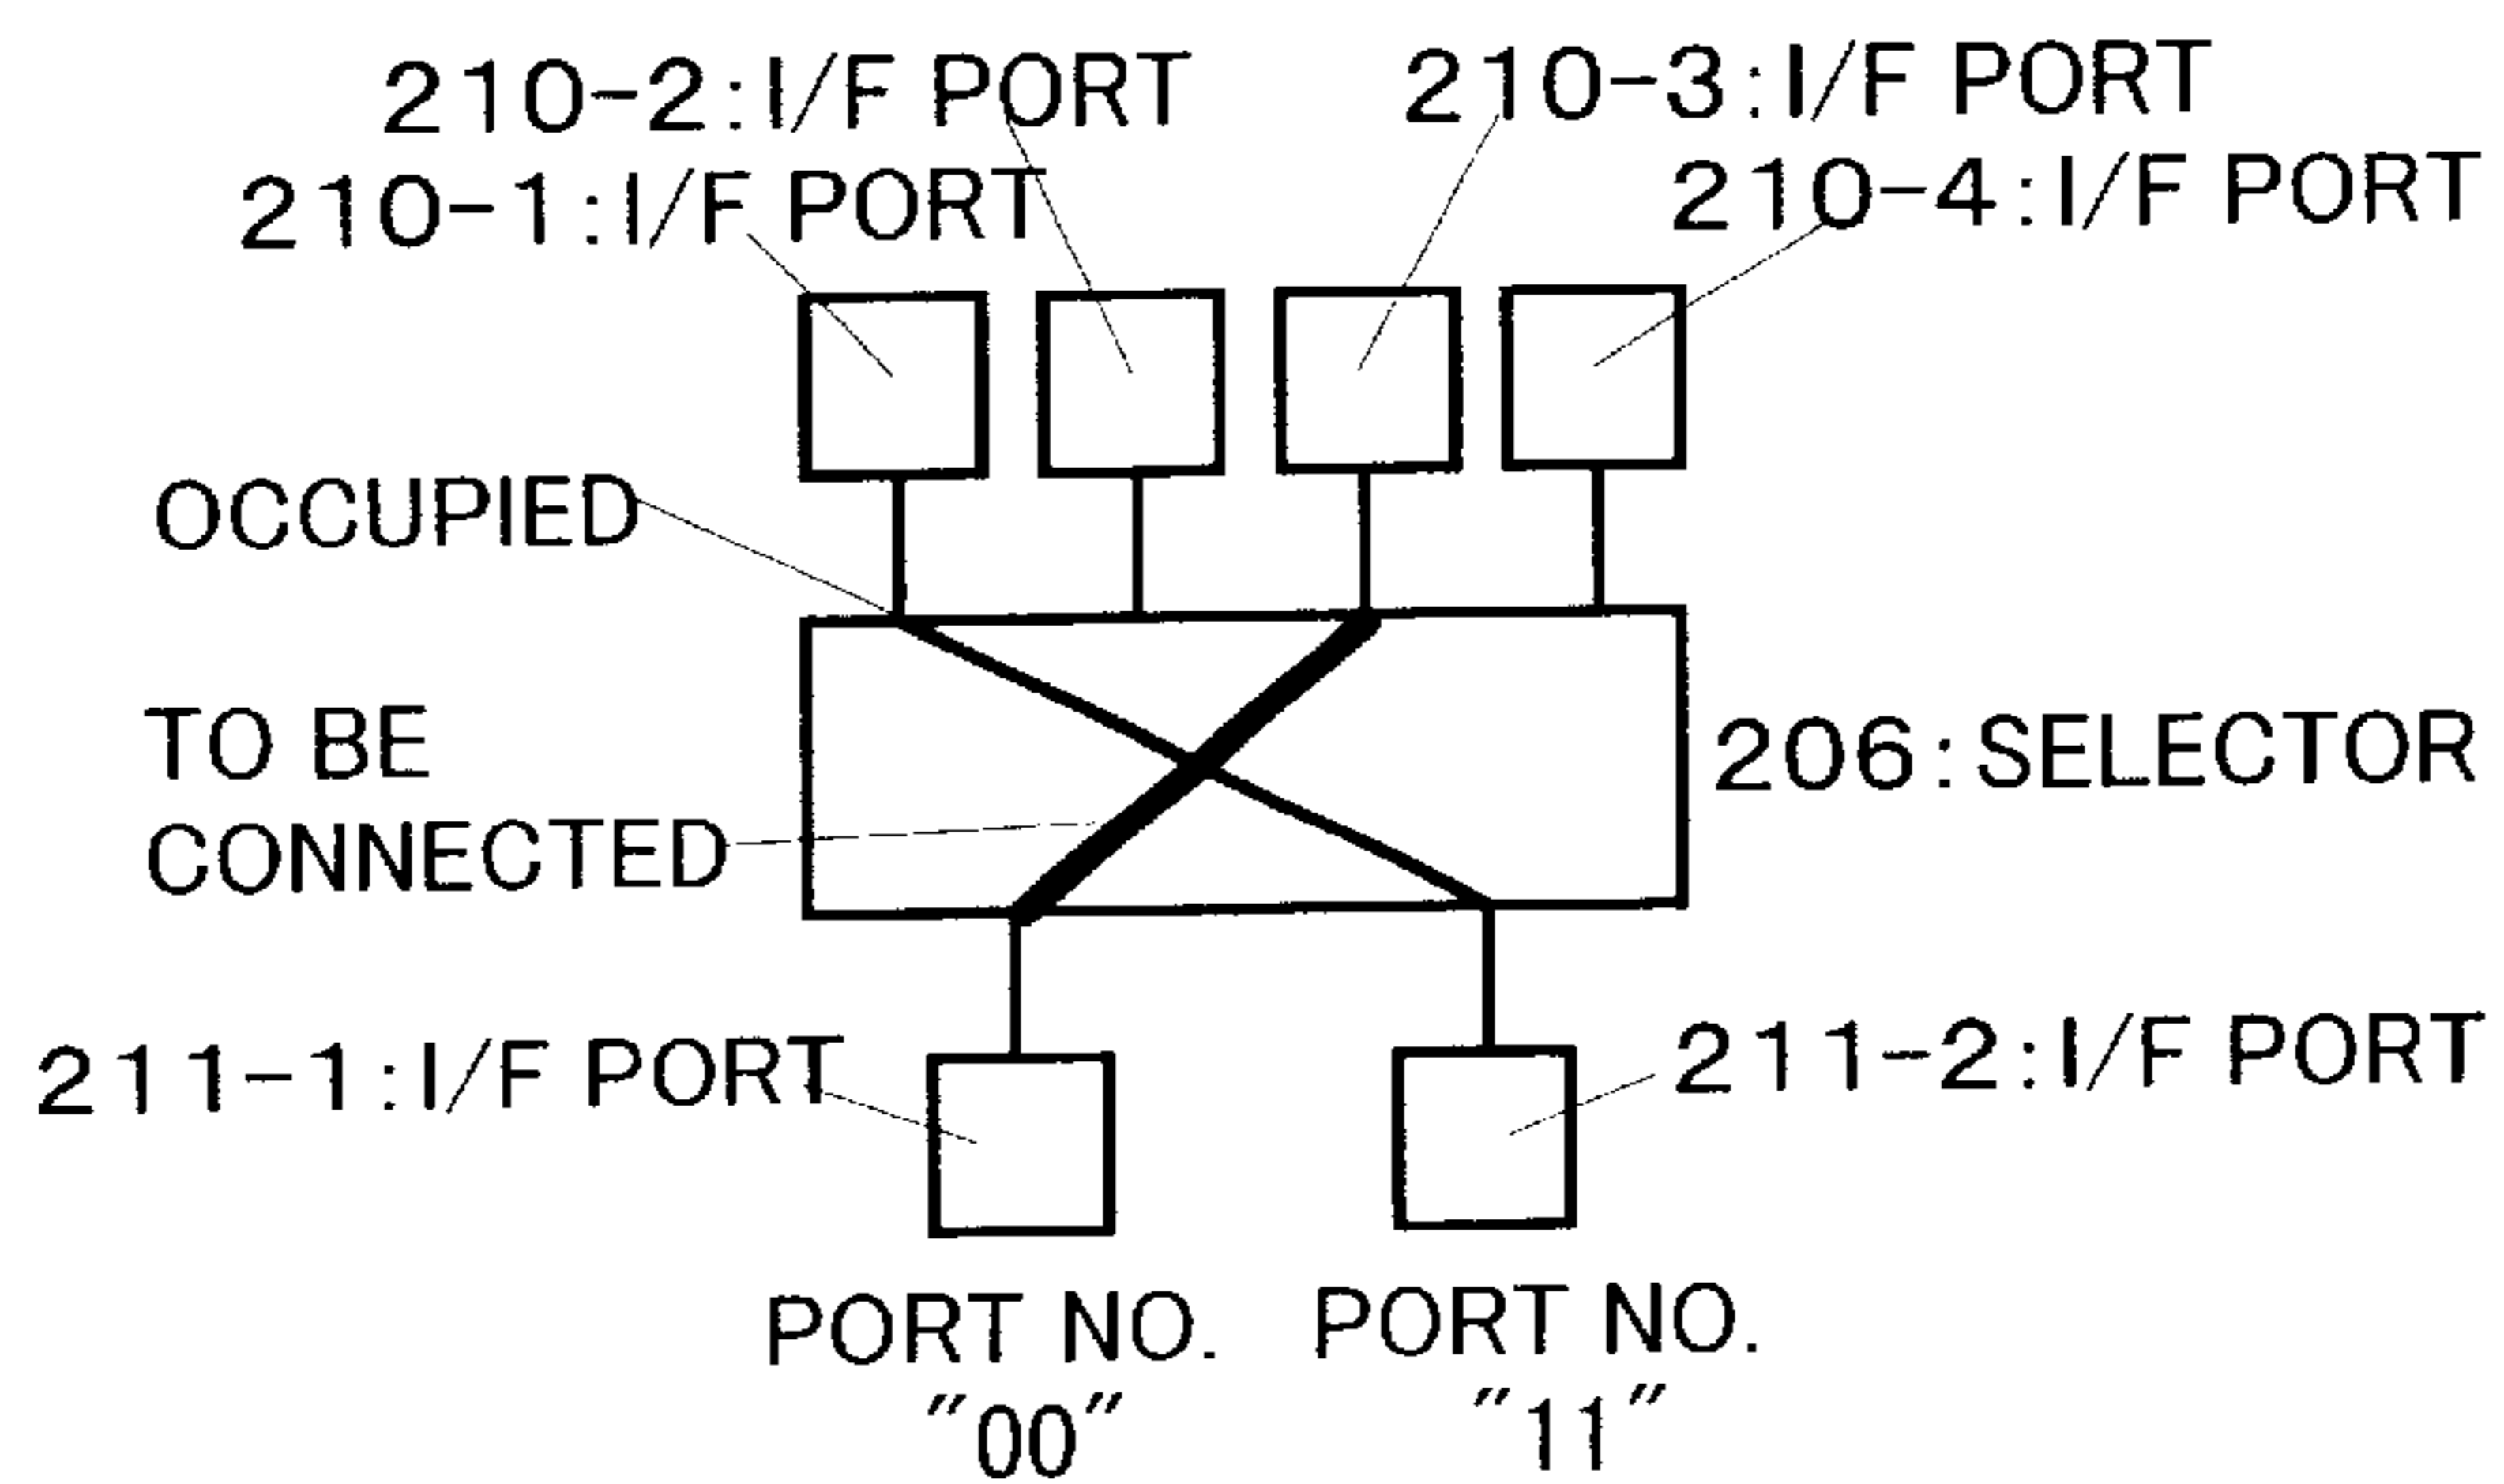 210-2:I/F PORT
210-3:I/F PORT
210-1:I/F PORT
210-4:I/F PORT
OCCUPIED
TO BE
CONNECTED
206:SELECTOR
211-1:I/F PORT
211-2:I/F PORT
PORT NO.
"00"
PORT NO.
"11"